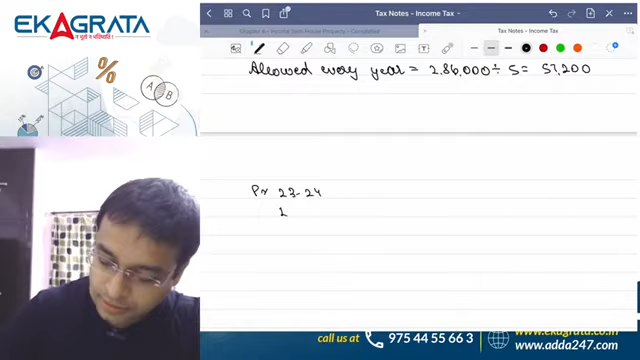 EKAGRATA
Tax Notes - Income Tax
Chapter 4 - Income from House Property - Completed
Tax Notes - Income Tax
Allowed every year = 2,86,000 ÷ 5 = 57,200
Py 23-24
1
%
A
B
call us at 975 44 55 66 3
www.ekagrata.co.in
www.adda247.com